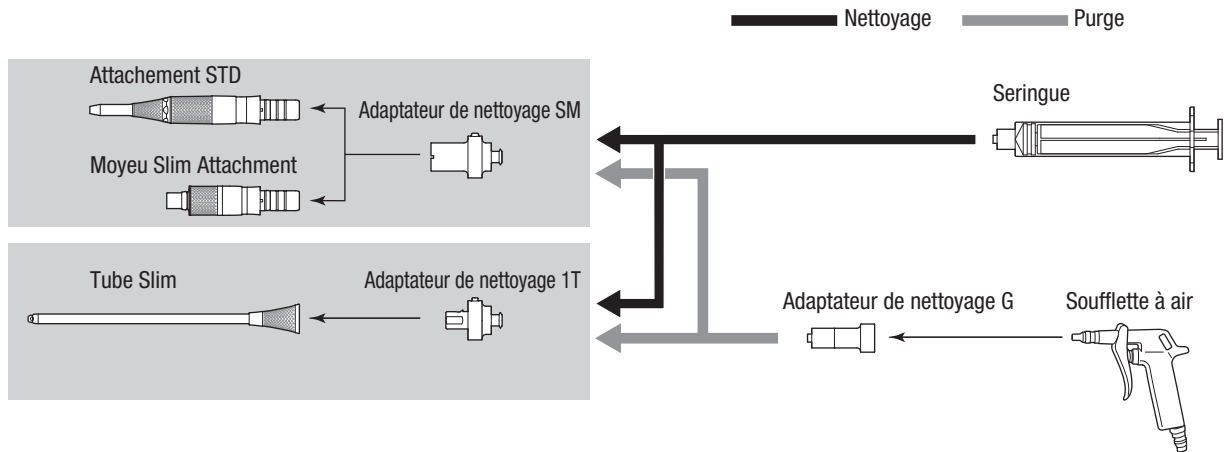 Nettoyage
Purge
Attachement STD
Adaptateur de nettoyage SM
Seringue
Moyeu Slim Attachment
Tube Slim
Adaptateur de nettoyage 1T
Adaptateur de nettoyage G
Soufflette à air